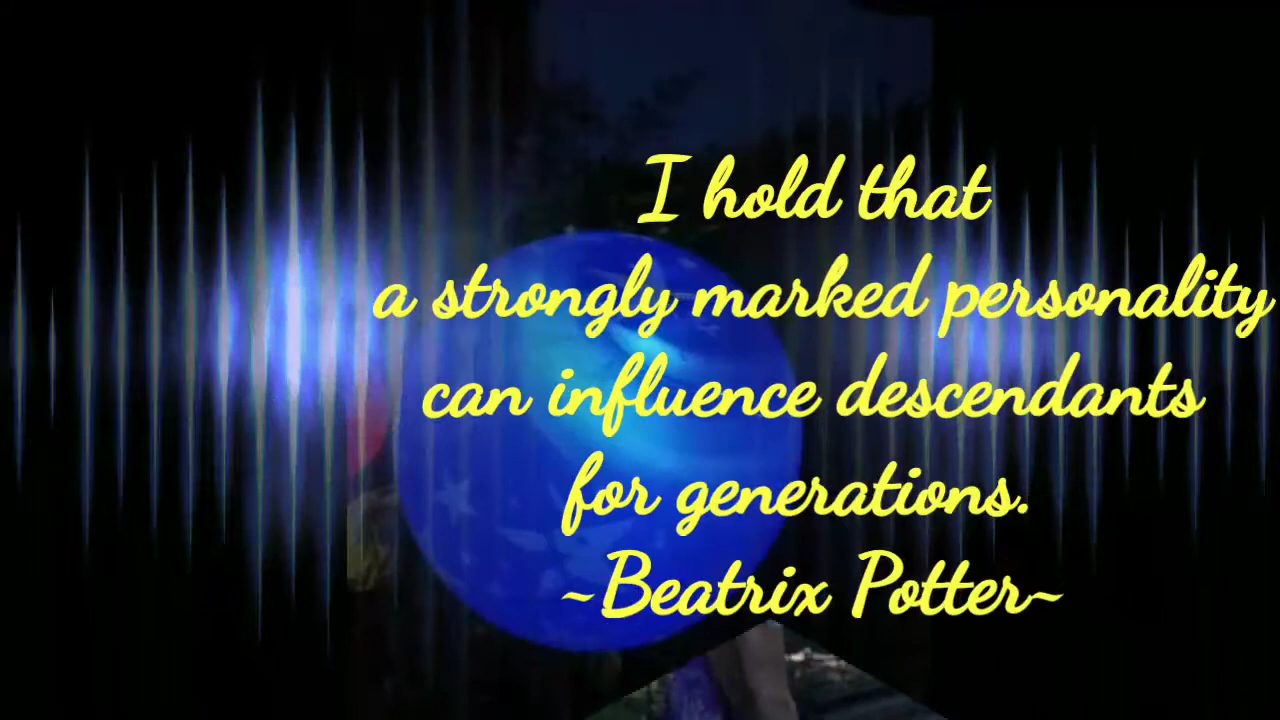 I hold that
a strongly marked personality
can influence descendants
for generations.
~Beatrix Potter~